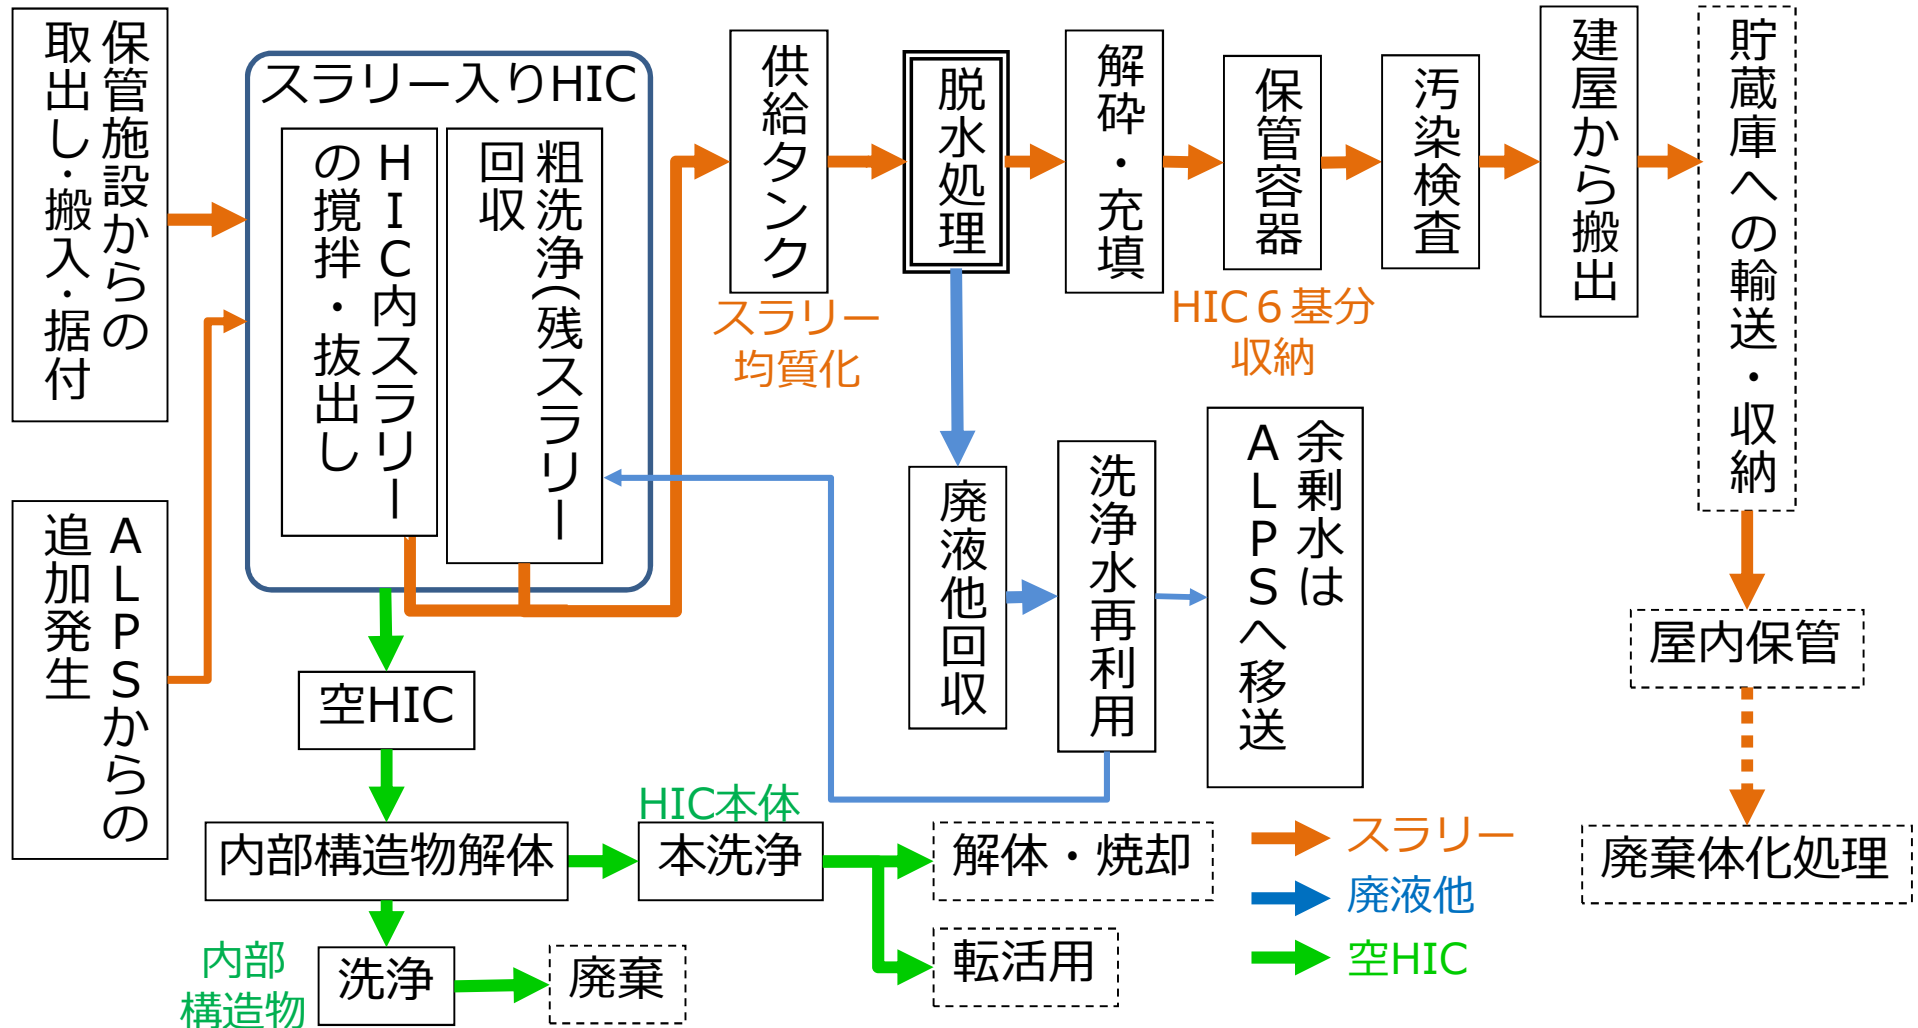 保管施設からの
取出し・搬入・据付
ALPSからの
追加発生
スラリー入りHIC
HIC内スラリー
の撹拌・抜出し
粗洗浄(残スラリー
回収
供給タンク
スラリー
均質化
脱水処理
解砕・充填
保管容器
HIC6基分
収納
汚染検査
建屋から搬出
貯蔵庫への輸送・収納
屋内保管
廃棄体化処理
廃液他回収
洗浄水再利用
余剰水は
ALPSへ移送
空HIC
内部構造物解体
HIC本体
本洗浄
解体・焼却
転活用
内部
構造物
洗浄
廃棄
スラリー
廃液他
空HIC